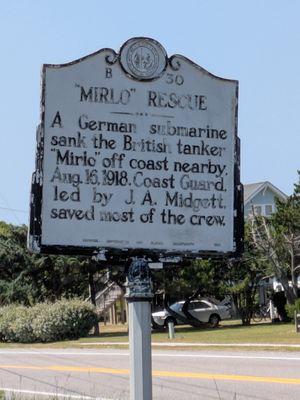 B 30
"MIRLO" RESCUE
A German submarine
sank the British tanker
"Mirlo" off coast nearby,
Aug. 16, 1918. Coast Guard,
led by J. A. Midgett,
saved most of the crew.